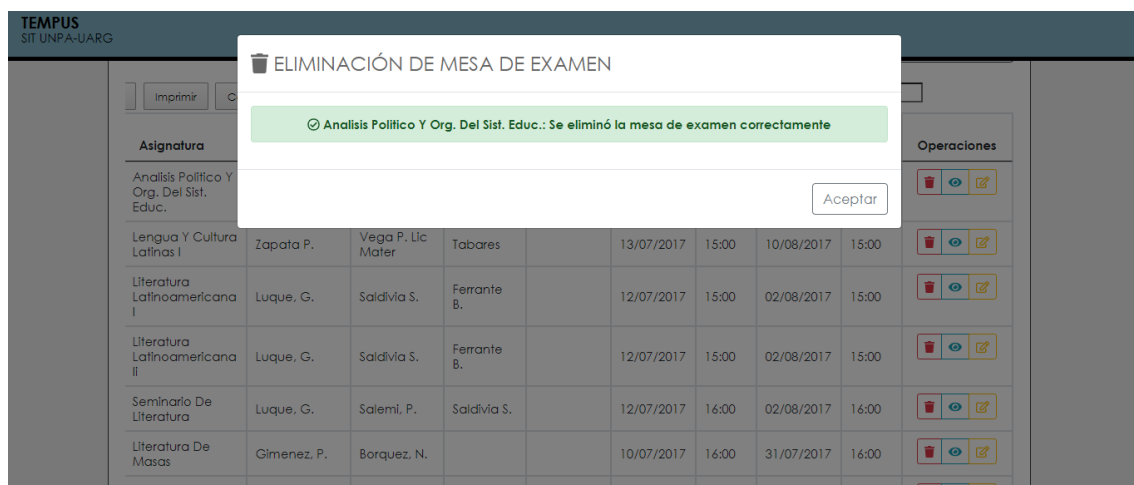 TEMPUS
SIT UNPA-UARG
ELIMINACIÓN DE MESA DE EXAMEN
Analisis Politico Y Org. Del Sist. Educ.: Se eliminó la mesa de examen correctamente
Aceptar
Imprimir
Asignatura Operaciones
Analisis Politico Y
Org. Del Sist.
Educ.
Lengua Y Cultura
Latinas I
Zapata P.
Vega P. Lic
Mater
Tabares
13/07/2017 15:00 10/08/2017 15:00
Literatura
Latinoamericana
I
Luque, G.
Saldivia S.
Ferrante
B.
12/07/2017 15:00 02/08/2017 15:00
Literatura
Latinoamericana
Ii
Luque, G.
Saldivia S.
Ferrante
B.
12/07/2017 15:00 02/08/2017 15:00
Seminario De
Literatura
Luque, G.
Salemi, P.
Saldivia S.
12/07/2017 16:00 02/08/2017 16:00
Literatura De
Masas
Gimenez, P.
Borquez, N.
10/07/2017 16:00 31/07/2017 16:00